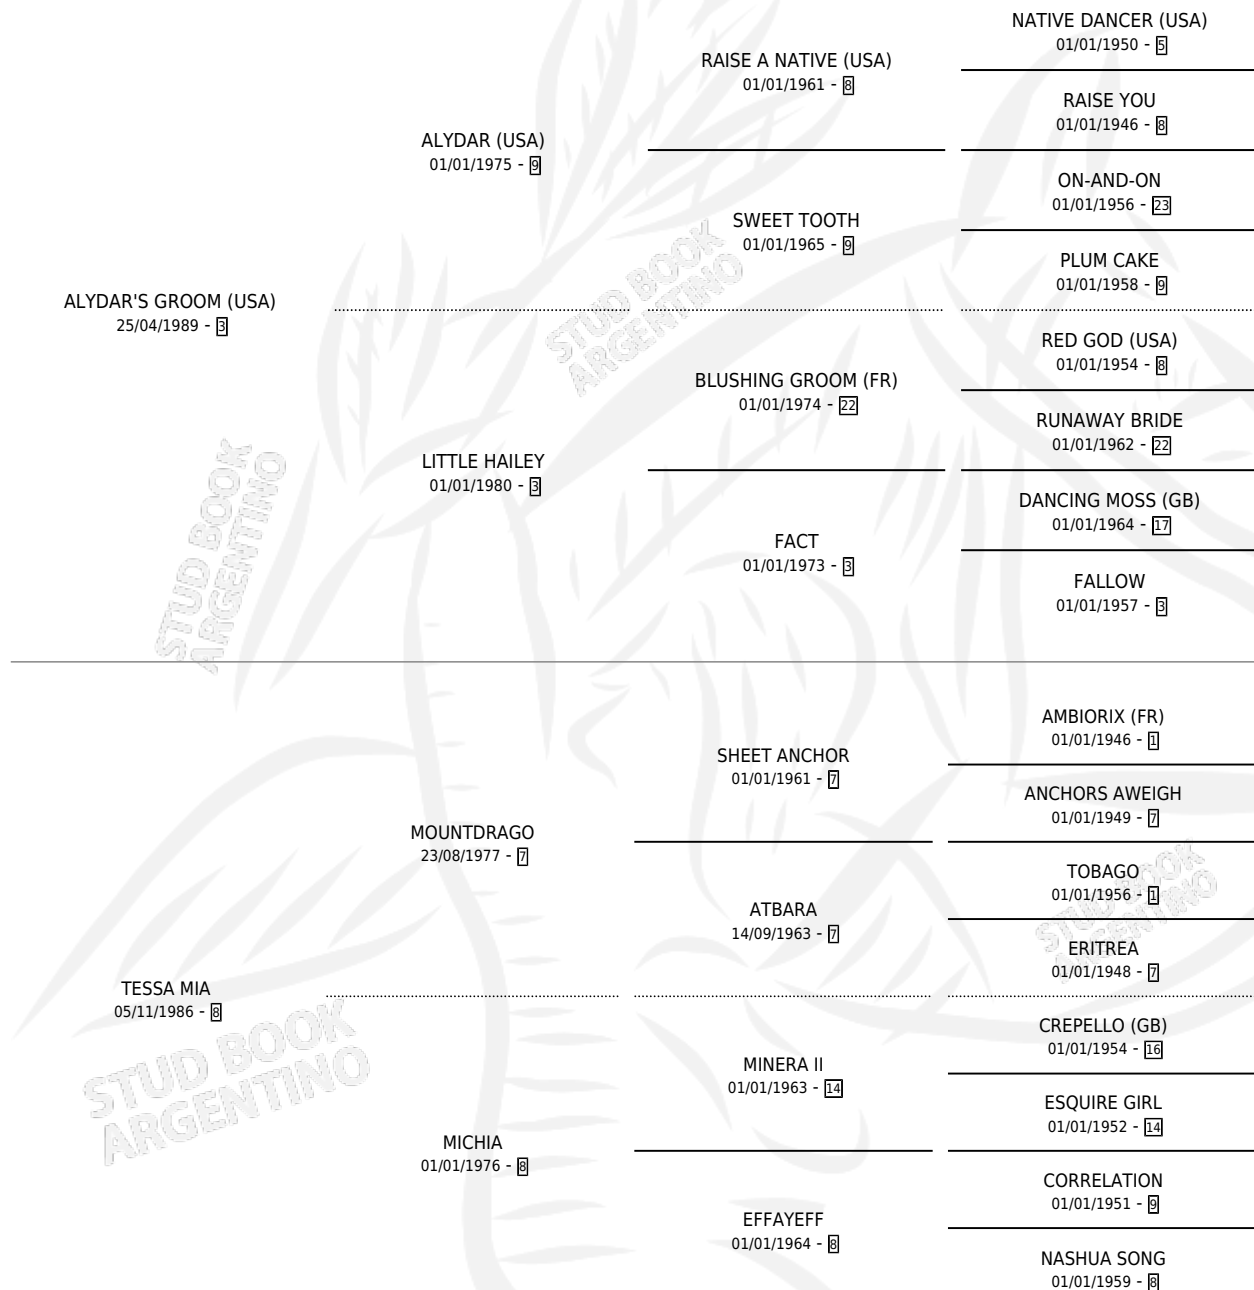 NATIVE DANCER (USA)
01/01/1950 - 5
RAISE A NATIVE (USA)
01/01/1961 - 8
RAISE YOU
01/01/1946 - 8
ALYDAR (USA)
01/01/1975 - 9
ON-AND-ON
01/01/1956 - 23
SWEET TOOTH
01/01/1965 - 9
PLUM CAKE
01/01/1958 - 9
ALYDAR'S GROOM (USA)
25/04/1989 - 3
STUD BOOK
ARGENTINO
RED GOD (USA)
01/01/1954 - 8
BLUSHING GROOM (FR)
01/01/1974 - 22
RUNAWAY BRIDE
01/01/1962 - 22
LITTLE HAILEY
01/01/1980 - 3
DANCING MOSS (GB)
01/01/1964 - 17
FACT
01/01/1973 - 3
FALLOW
01/01/1957 - 3
STUD BOOK
ARGENTINO
AMBIORIX (FR)
01/01/1946 - 1
SHEET ANCHOR
01/01/1961 - 7
ANCHORS AWEIGH
01/01/1949 - 7
MOUNTDRAGO
23/08/1977 - 7
TOBAGO
01/01/1956 - 1
ATBARA
14/09/1963 - 7
STUD BOOK
ARGENTINO
ERITREA
01/01/1948 - 7
TESSA MIA
05/11/1986 - 8
CREPELLO (GB)
01/01/1954 - 16
MINERA II
01/01/1963 - 14
ESQUIRE GIRL
01/01/1952 - 14
STUD BOOK
ARGENTINO
MICHIA
01/01/1976 - 8
CORRELATION
01/01/1951 - 9
EFFAYEFF
01/01/1964 - 8
NASHUA SONG
01/01/1959 - 8